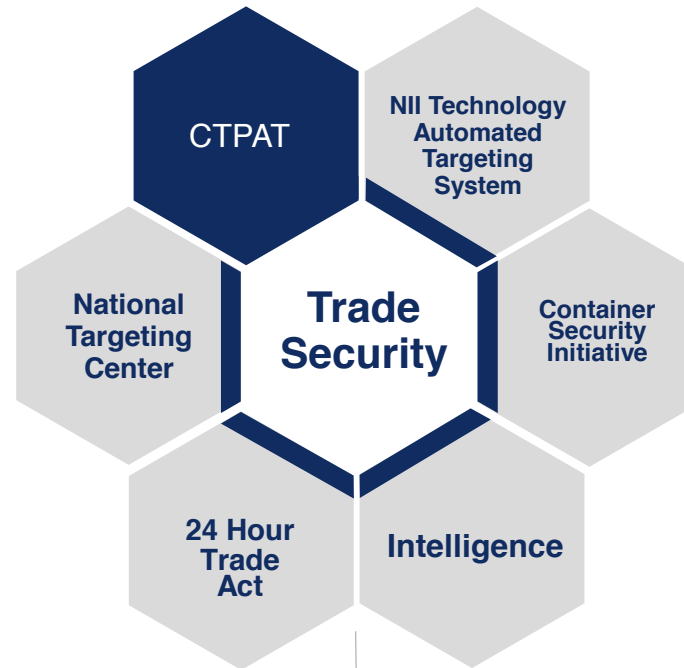 CTPAT
NII Technology
Automated
Targeting
System
National
Targeting
Center
Trade
Security
Container
Security
Initiative
24 Hour
Trade
Act
Intelligence